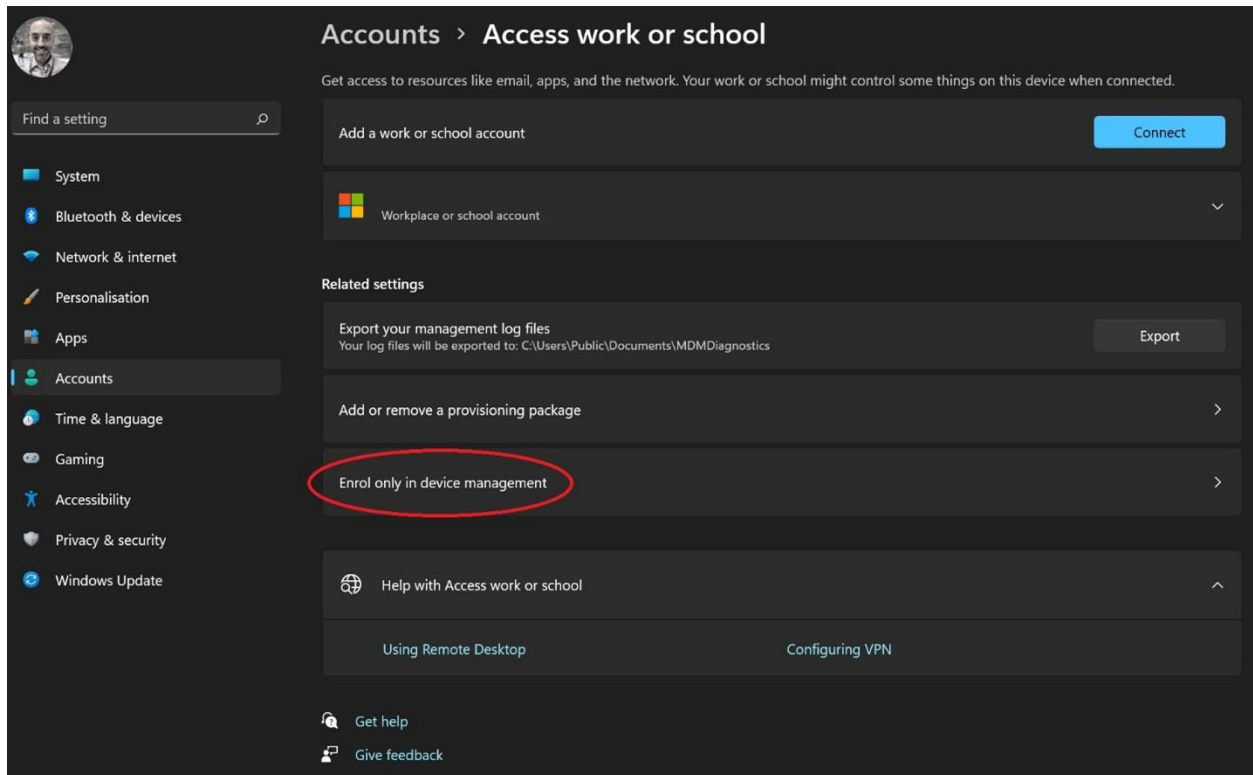 Accounts > Access work or school
Get access to resources like email, apps, and the network. Your work or school might control some things on this device when connected.
Find a setting
System
Bluetooth & devices
Network & internet
Personalisation
Apps
Accounts
Time & language
Gaming
Accessibility
Privacy & security
Windows Update
Add a work or school account
Connect
Workplace or school account
Related settings
Export your management log files
Your log files will be exported to: C:\Users\Public\Documents\MDMDiagnostics
Export
Add or remove a provisioning package
Enrol only in device management
Help with Access work or school
Using Remote Desktop
Configuring VPN
Get help
Give feedback